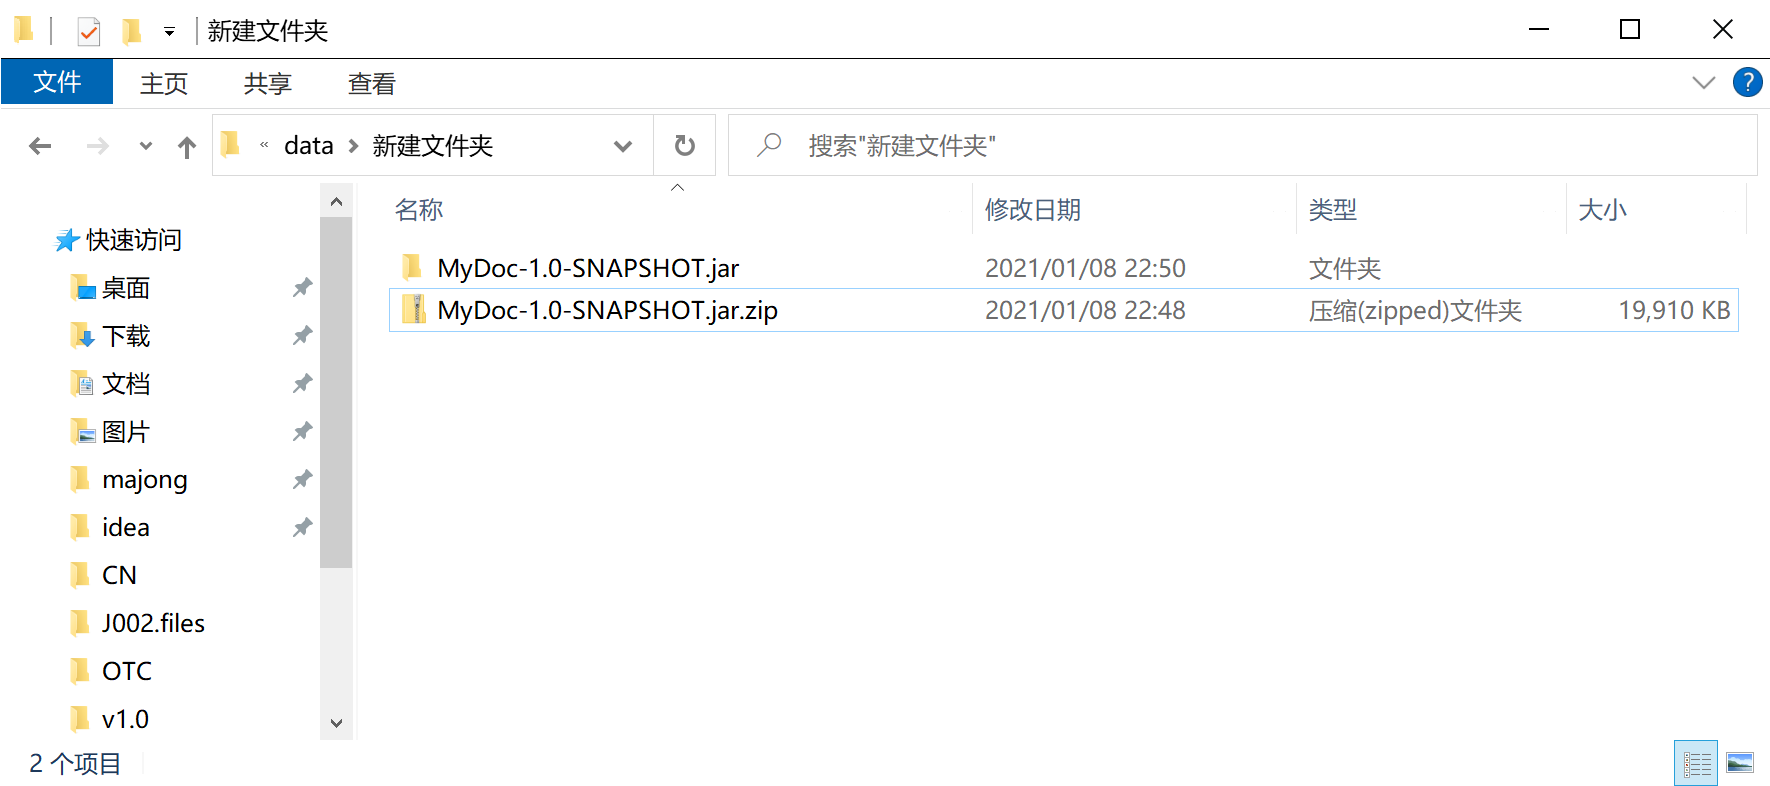 新建文件夹
文件 主页 共享 查看
« data 新建文件夹 搜索"新建文件夹"
名称 修改日期 类型 大小
MyDoc-1.0-SNAPSHOT.jar 2021/01/08 22:50 文件夹
MyDoc-1.0-SNAPSHOT.jar.zip 2021/01/08 22:48 压缩(zipped)文件夹 19,910 KB
快速访问
桌面
下载
文档
图片
majong
idea
CN
J002.files
OTC
v1.0
2 个项目